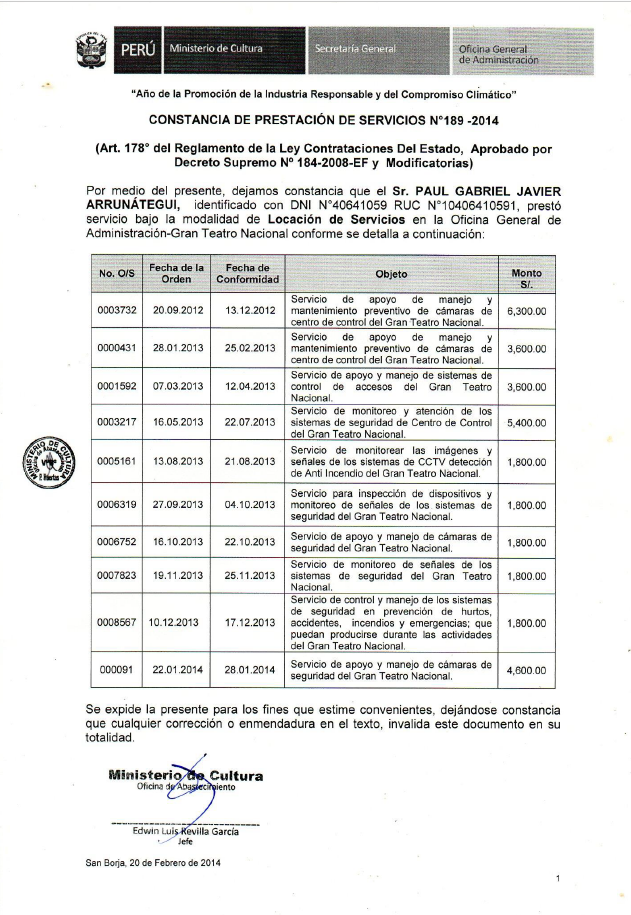 PERÚ
Ministerio de Cultura
Secretaría General
Oficina General
de Administración
“Año de la Promoción de la Industria Responsable y del Compromiso Climático”
CONSTANCIA DE PRESTACIÓN DE SERVICIOS N°189 -2014
(Art. 178° del Reglamento de la Ley Contrataciones Del Estado, Aprobado por
Decreto Supremo Nº 184-2008-EF y Modificatorias)
Por medio del presente, dejamos constancia que el Sr. PAUL GABRIEL JAVIER
ARRUNÁTEGUI, identificado con DNI N°40641059 RUC N°10406410591, prestó
servicio bajo la modalidad de Locación de Servicios en la Oficina General de
Administración-Gran Teatro Nacional conforme se detalla a continuación:
No. O/S Fecha de la Orden Fecha de Conformidad Objeto Monto S/.
0003732 20.09.2012 13.12.2012 Servicio de apoyo de manejo y
mantenimiento preventivo de cámaras de
centro de control del Gran Teatro Nacional. 6,300.00
0000431 28.01.2013 25.02.2013 Servicio de apoyo de manejo y
mantenimiento preventivo de cámaras de
centro de control del Gran Teatro Nacional. 3,600.00
0001592 07.03.2013 12.04.2013 Servicio de apoyo y manejo de sistemas de
control de accesos del Gran Teatro
Nacional. 3,600.00
0003217 16.05.2013 22.07.2013 Servicio de monitoreo y atención de los
sistemas de seguridad de Centro de Control
del Gran Teatro Nacional. 5,400.00
0005161 13.08.2013 21.08.2013 Servicio de monitorear las imágenes y
señales de los sistemas de CCTV detección
de Anti Incendio del Gran Teatro Nacional. 1,800.00
0006319 27.09.2013 04.10.2013 Servicio para inspección de dispositivos y
monitoreo de señales de los sistemas de
seguridad del Gran Teatro Nacional. 1,800.00
0006752 16.10.2013 22.10.2013 Servicio de apoyo y manejo de cámaras de
seguridad del Gran Teatro Nacional. 1,800.00
0007823 19.11.2013 25.11.2013 Servicio de monitoreo de señales de los
sistemas de seguridad del Gran Teatro
Nacional. 1,800.00
0008567 10.12.2013 17.12.2013 Servicio de control y manejo de los sistemas
de seguridad en prevención de hurtos,
accidentes, incendios y emergencias; que
puedan producirse durante las actividades
del Gran Teatro Nacional. 1,800.00
000091 22.01.2014 28.01.2014 Servicio de apoyo y manejo de cámaras de
seguridad del Gran Teatro Nacional. 4,600.00
MINISTERIO DE CULTURA
Se expide la presente para los fines que estime convenientes, dejándose constancia
que cualquier corrección o enmendadura en el texto, invalida este documento en su
totalidad.
Ministerio de Cultura
Oficina de Abastecimiento
Edwin Luis Revilla García
Jefe
San Borja, 20 de Febrero de 2014
1